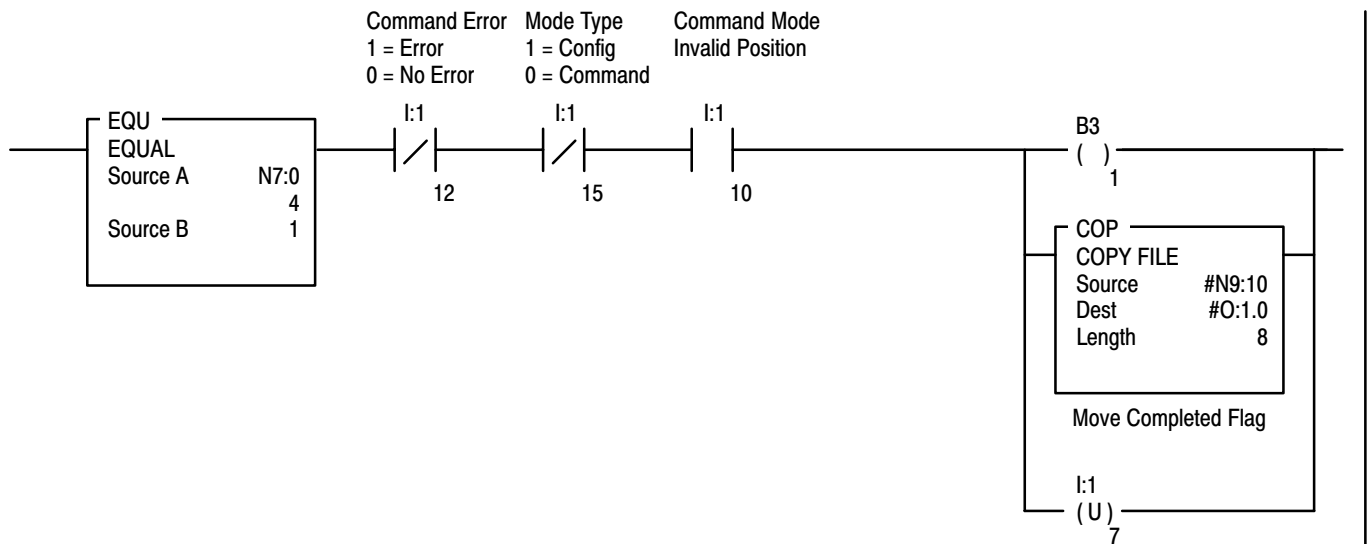 Command Error Mode Type Command Mode
1 = Error 1 = Config Invalid Position
0 = No Error 0 = Command
EQU
EQUAL
Source A N7:0
4
Source B 1
I:1
12
I:1
15
I:1
10
B3
( )
1
COP
COPY FILE
Source #N9:10
Dest #O:1.0
Length 8
Move Completed Flag
I:1
( U )
7